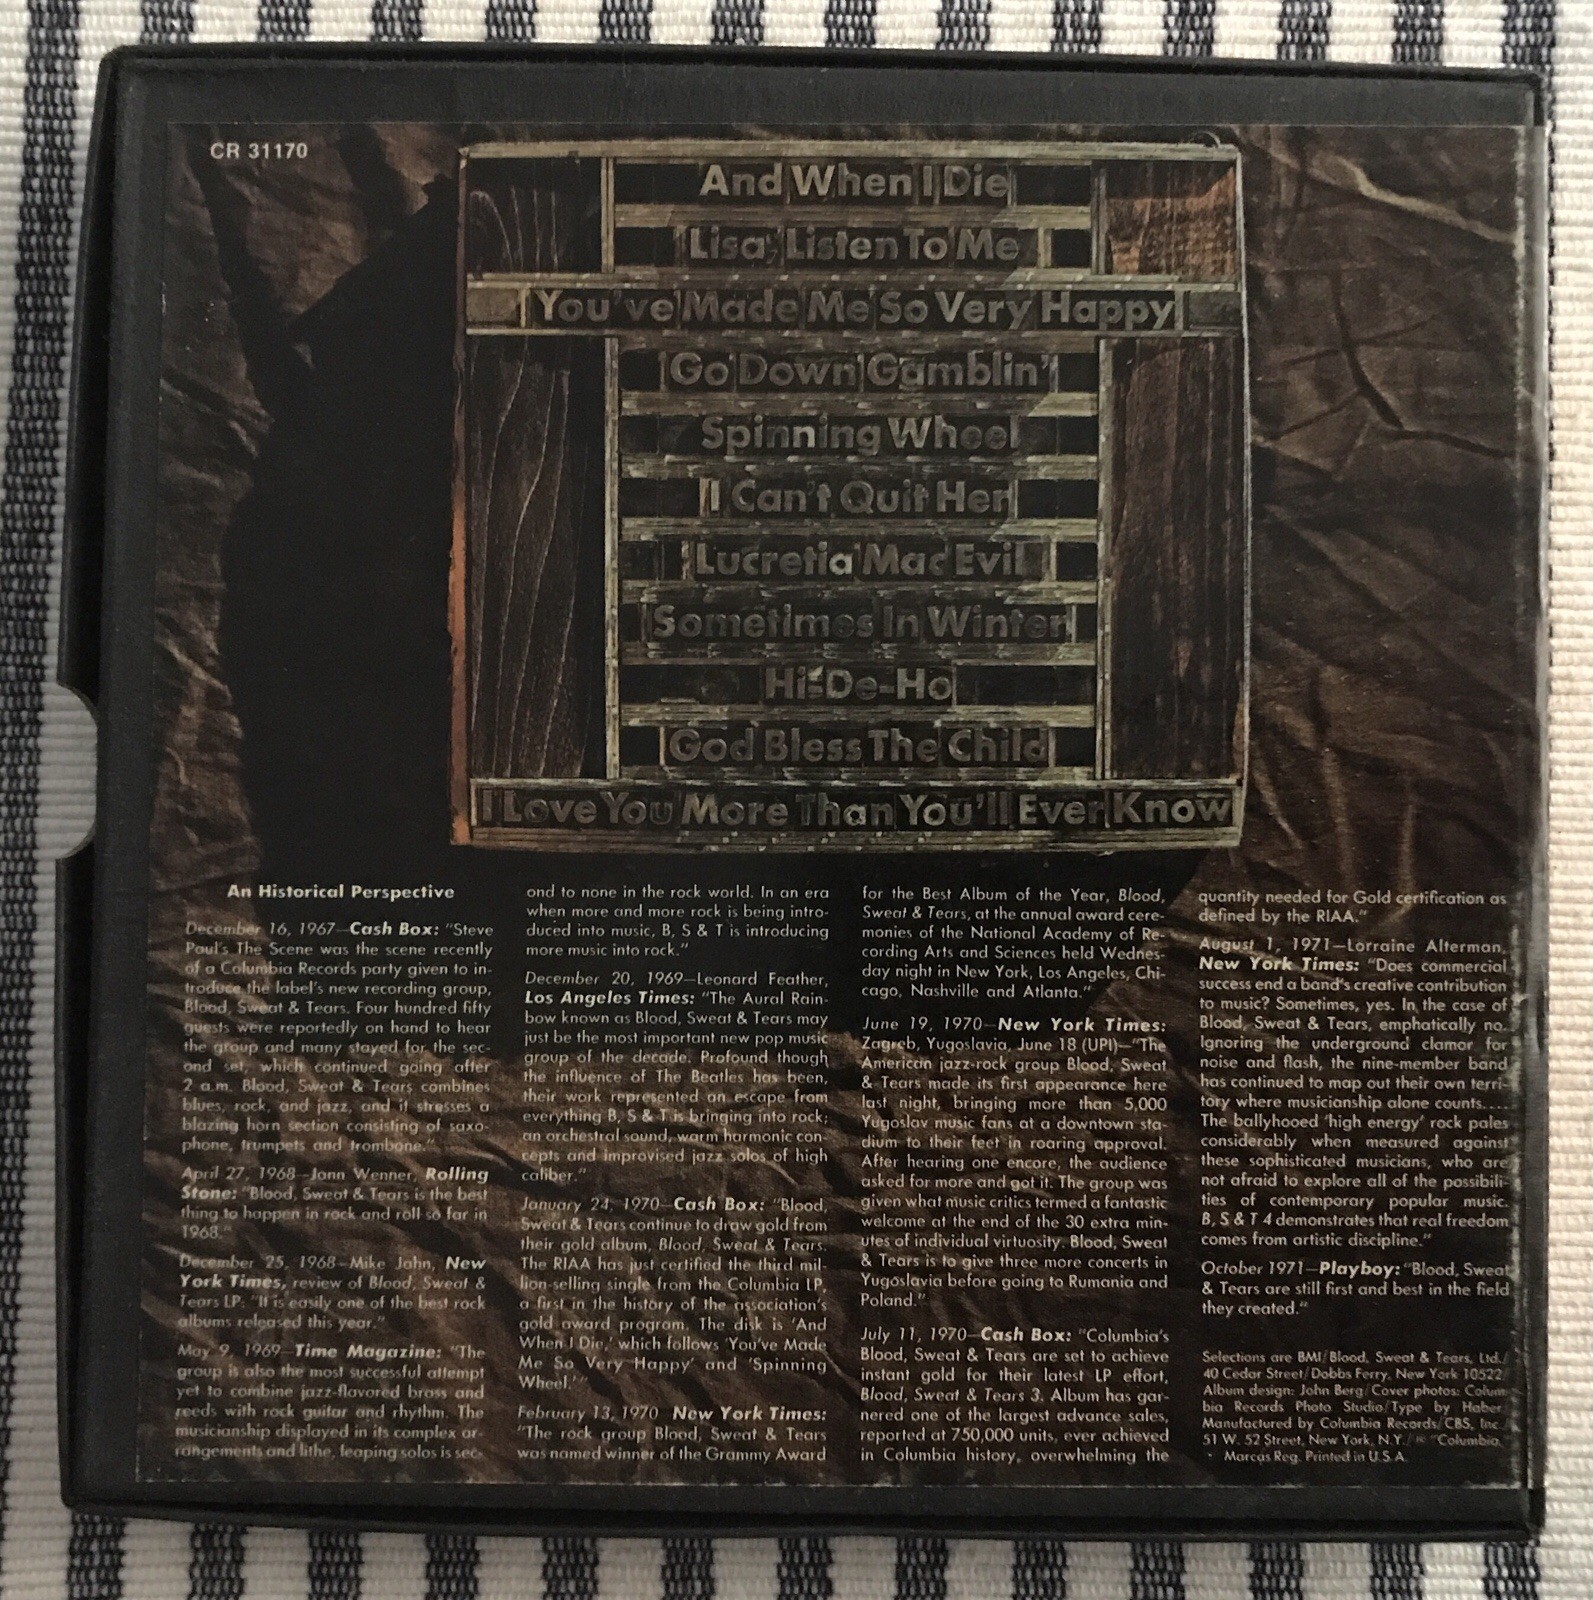 CR 31170
And When I Die
Lisa, Listen To Me
You've Made Me So Very Happy
Go Down Gamblin'
Spinning Wheel
I Can't Quit Her
Lucretia Mac Evil
Sometimes In Winter
Hi-De-Ho
God Bless The Child
I Love You More Than You'll Ever Know
An Historical Perspective
December 16, 1967—Cash Box: "Steve
Paul's The Scene was the scene recently
of a Columbia Records party given to in-
troduce the label's new recording group,
Blood, Sweat & Tears. Four hundred fifty
guests were reportedly on hand to hear
the group and many stayed for the sec-
ond set, which continued going after
2 a.m. Blood, Sweat & Tears combines
blues, rock, and jazz, and it stresses a
blazing horn section consisting of saxo-
phone, trumpets and trombone."
April 27, 1968—Jann Wenner, Rolling
Stone: "Blood, Sweat & Tears is the best
thing to happen in rock and roll so far in
1968."
December 25, 1968—Mike Jahn, New
York Times, review of Blood, Sweat &
Tears LP: "It is easily one of the best rock
albums released this year."
May 9, 1969—Time Magazine: "The
group is also the most successful attempt
yet to combine jazz-flavored brass and
reeds with rock guitar and rhythm. The
musicianship displayed in its complex ar-
rangements and lithe, leaping solos is sec-
ond to none in the rock world. In an era
when more and more rock is being intro-
duced into music, B, S & T is introducing
more music into rock."
December 20, 1969—Leonard Feather,
Los Angeles Times: "The Aural Rain-
bow known as Blood, Sweat & Tears may
just be the most important new pop music
group of the decade. Profound though
the influence of The Beatles has been,
their work represented an escape from
everything B, S & T is bringing into rock;
an orchestral sound, warm harmonic con-
cepts and improvised jazz solos of high
caliber."
January 24, 1970—Cash Box: "Blood,
Sweat & Tears continue to draw gold from
their gold album, Blood, Sweat & Tears.
The RIAA has just certified the third mil-
lion-selling single from the Columbia LP,
a first in the history of the association's
gold award program. The disk is 'And
When I Die,' which follows 'You've Made
Me So Very Happy' and 'Spinning
Wheel.'"
February 13, 1970 New York Times:
"The rock group Blood, Sweat & Tears
was named winner of the Grammy Award
for the Best Album of the Year, Blood,
Sweat & Tears, at the annual award cere-
monies of the National Academy of Re-
cording Arts and Sciences held Wednes-
day night in New York, Los Angeles, Chi-
cago, Nashville and Atlanta."
June 19, 1970—New York Times:
Zagreb, Yugoslavia, June 18 (UPI)—"The
American jazz-rock group Blood, Sweat
& Tears made its first appearance here
last night, bringing more than 5,000
Yugoslav music fans at a downtown sta-
dium to their feet in roaring approval.
After hearing one encore, the audience
asked for more and got it. The group was
given what music critics termed a fantastic
welcome at the end of the 30 extra min-
utes of individual virtuosity. Blood, Sweat
& Tears is to give three more concerts in
Yugoslavia before going to Rumania and
Poland."
July 11, 1970—Cash Box: "Columbia's
Blood, Sweat & Tears are set to achieve
instant gold for their latest LP effort,
Blood, Sweat & Tears 3. Album has gar-
nered one of the largest advance sales,
reported at 750,000 units, ever achieved
in Columbia history, overwhelming the
quantity needed for Gold certification as
defined by the RIAA."
August 1, 1971—Lorraine Alterman,
New York Times: "Does commercial
success end a band's creative contribution
to music? Sometimes, yes. In the case of
Blood, Sweat & Tears, emphatically no.
Ignoring the underground clamor for
noise and flash, the nine-member band
has continued to map out their own terri-
tory where musicianship alone counts....
The ballyhooed 'high energy' rock pales
considerably when measured against
these sophisticated musicians, who are
not afraid to explore all of the possibili-
ties of contemporary popular music.
B, S & T 4 demonstrates that real freedom
comes from artistic discipline."
October 1971—Playboy: "Blood, Sweat
& Tears are still first and best in the field
they created."
Selections are BMI/Blood, Sweat & Tears, Ltd./
40 Cedar Street/Dobbs Ferry, New York 10522/
Album design: John Berg/Cover photos: Colum-
bia Records Photo Studio/Type by Haber
Manufactured by Columbia Records/CBS, Inc./
51 W. 52 Street, New York, N.Y./ "Columbia,"
Marcas Reg. Printed in U.S.A.